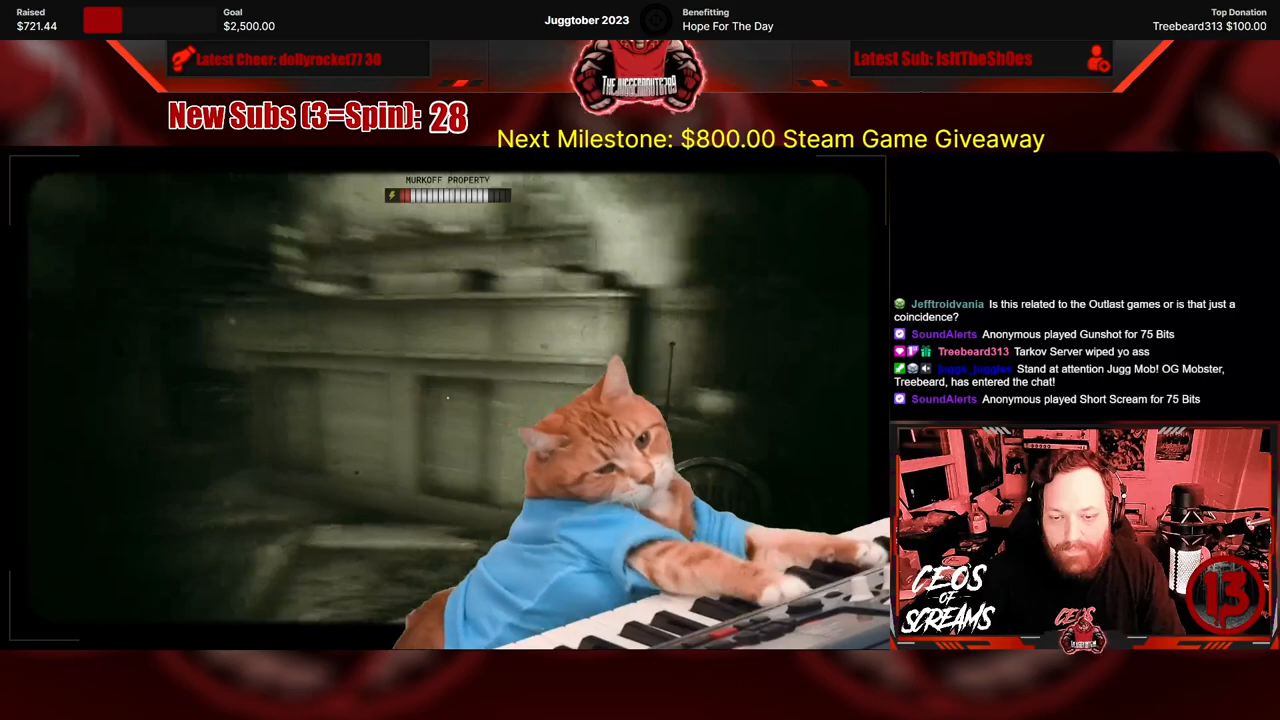 Raised
$721.44
Goal
$2,500.00
Juggtober 2023
Benefitting
Hope For The Day
Top Donation
Treebeard313 $100.00
Latest Cheer: dollyrocket77 30
THEJUGGERNAUT6789
Latest Sub: IsItTheSh0es
New Subs (3=Spin): 28
Next Milestone: $800.00 Steam Game Giveaway
MURKOFF PROPERTY
Jefftroidvania Is this related to the Outlast games or is that just a
coincidence?
SoundAlerts Anonymous played Gunshot for 75 Bits
Treebeard313 Tarkov Server wiped yo ass
juggs_juggles Stand at attention Jugg Mob! OG Mobster,
Treebeard, has entered the chat!
SoundAlerts Anonymous played Short Scream for 75 Bits
CEOS
OF
SCREAMS
CEOS
13